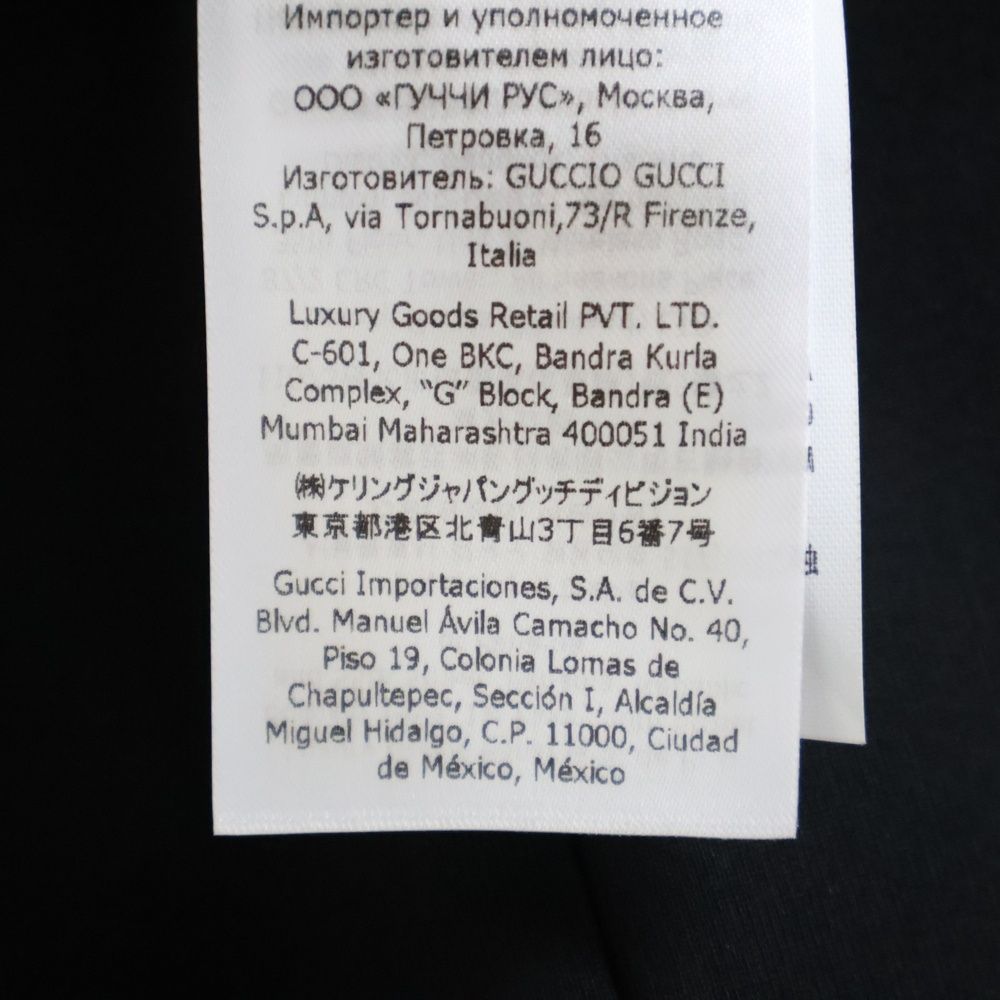 Импортер и уполномоченное
изготовителем лицо:
ООО «ГУЧЧИ РУС», Москва,
Петровка, 16
Изготовитель: GUCCIO GUCCI
S.p.A, via Tornabuoni,73/R Firenze,
Italia
Luxury Goods Retail PVT. LTD.
C-601, One BKC, Bandra Kurla
Complex, “G” Block, Bandra (E)
Mumbai Maharashtra 400051 India
㈱ケリングジャパングッチディビジョン
東京都港区北青山3丁目6番7号
Gucci Importaciones, S.A. de C.V.
Blvd. Manuel Ávila Camacho No. 40,
Piso 19, Colonia Lomas de
Chapultepec, Sección I, Alcaldía
Miguel Hidalgo, C.P. 11000, Ciudad
de México, México